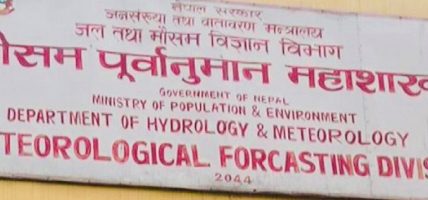 नेपाल सरकार
जनसंख्या तथा वातावरण मन्त्रालय
जल तथा मौसम विज्ञान विभाग
सम पूर्वानुमान महाशा
GOVERNMENT OF NEPAL
MINISTRY OF POPULATION & ENVIRONMENT
DEPARTMENT OF HYDROLOGY & METEOROLOGY
TEOROLOGICAL FORCASTING DIVI
2044